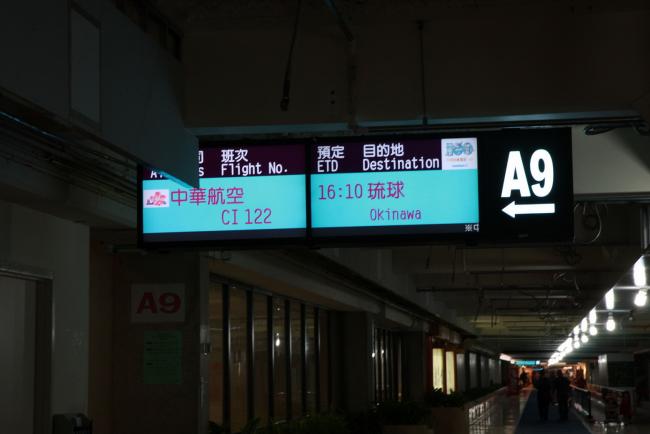 班次 預定 目的地
Flight No. ETD Destination
中華航空 16:10 琉球
CI 122 Okinawa
A9
A9